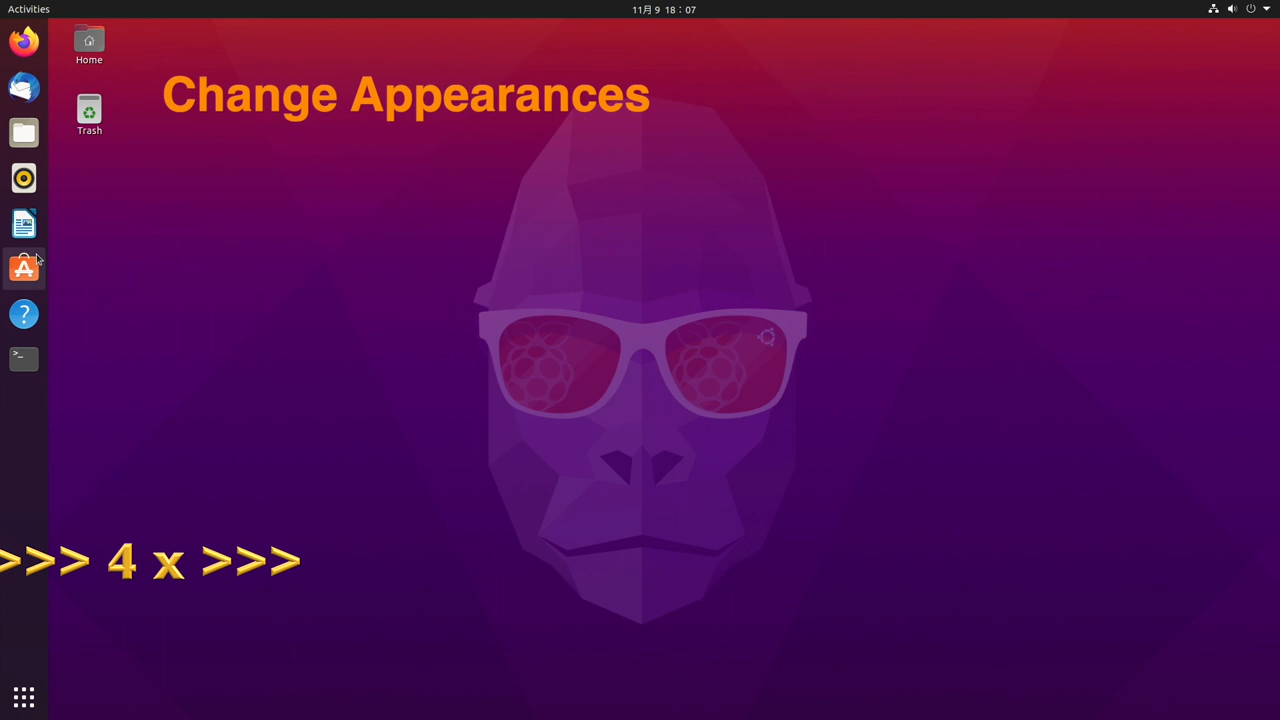 Activities
11月 9 18：07
Home
Change Appearances
Trash
>>> 4 x >>>